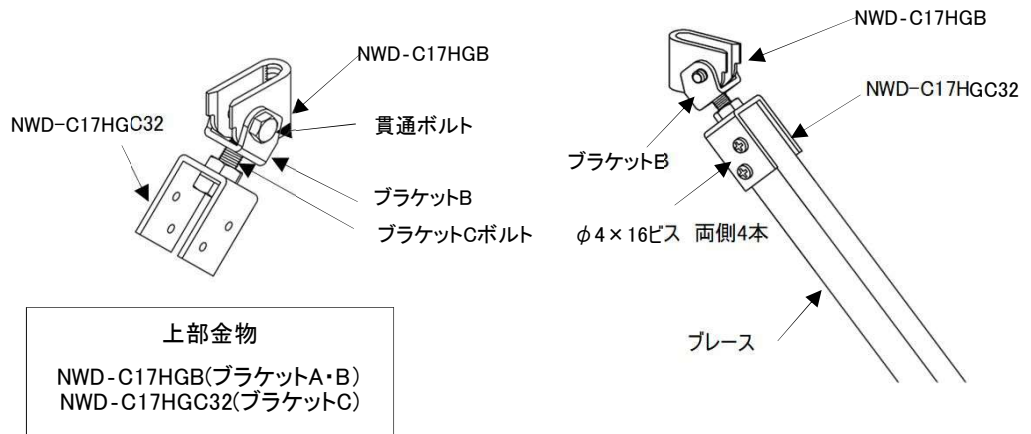 NWD-C17HGB
NWD-C17HGC32
貫通ボルト
ブラケットB
ブラケットCボルト
上部金物
NWD-C17HGB(ブラケットA・B)
NWD-C17HGC32(ブラケットC)
NWD-C17HGB
NWD-C17HGC32
ブラケットB
φ4×16ビス 両側4本
ブレース